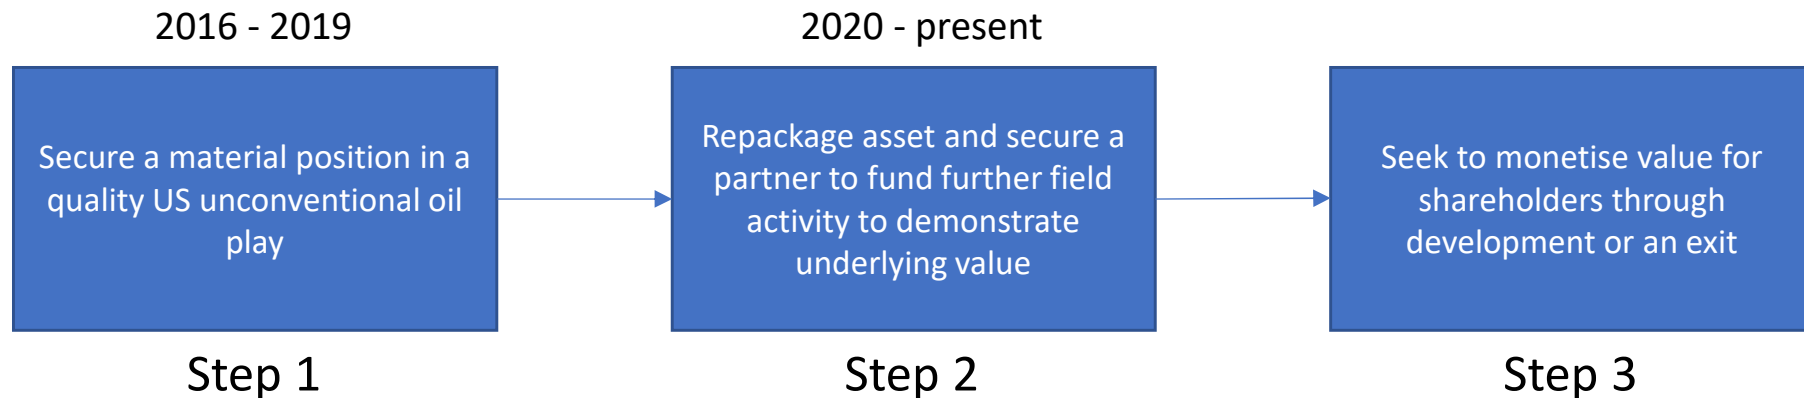 2016 - 2019
Secure a material position in a
quality US unconventional oil
play
Step 1
2020 - present
Repackage asset and secure a
partner to fund further field
activity to demonstrate
underlying value
Step 2
Seek to monetise value for
shareholders through
development or an exit
Step 3